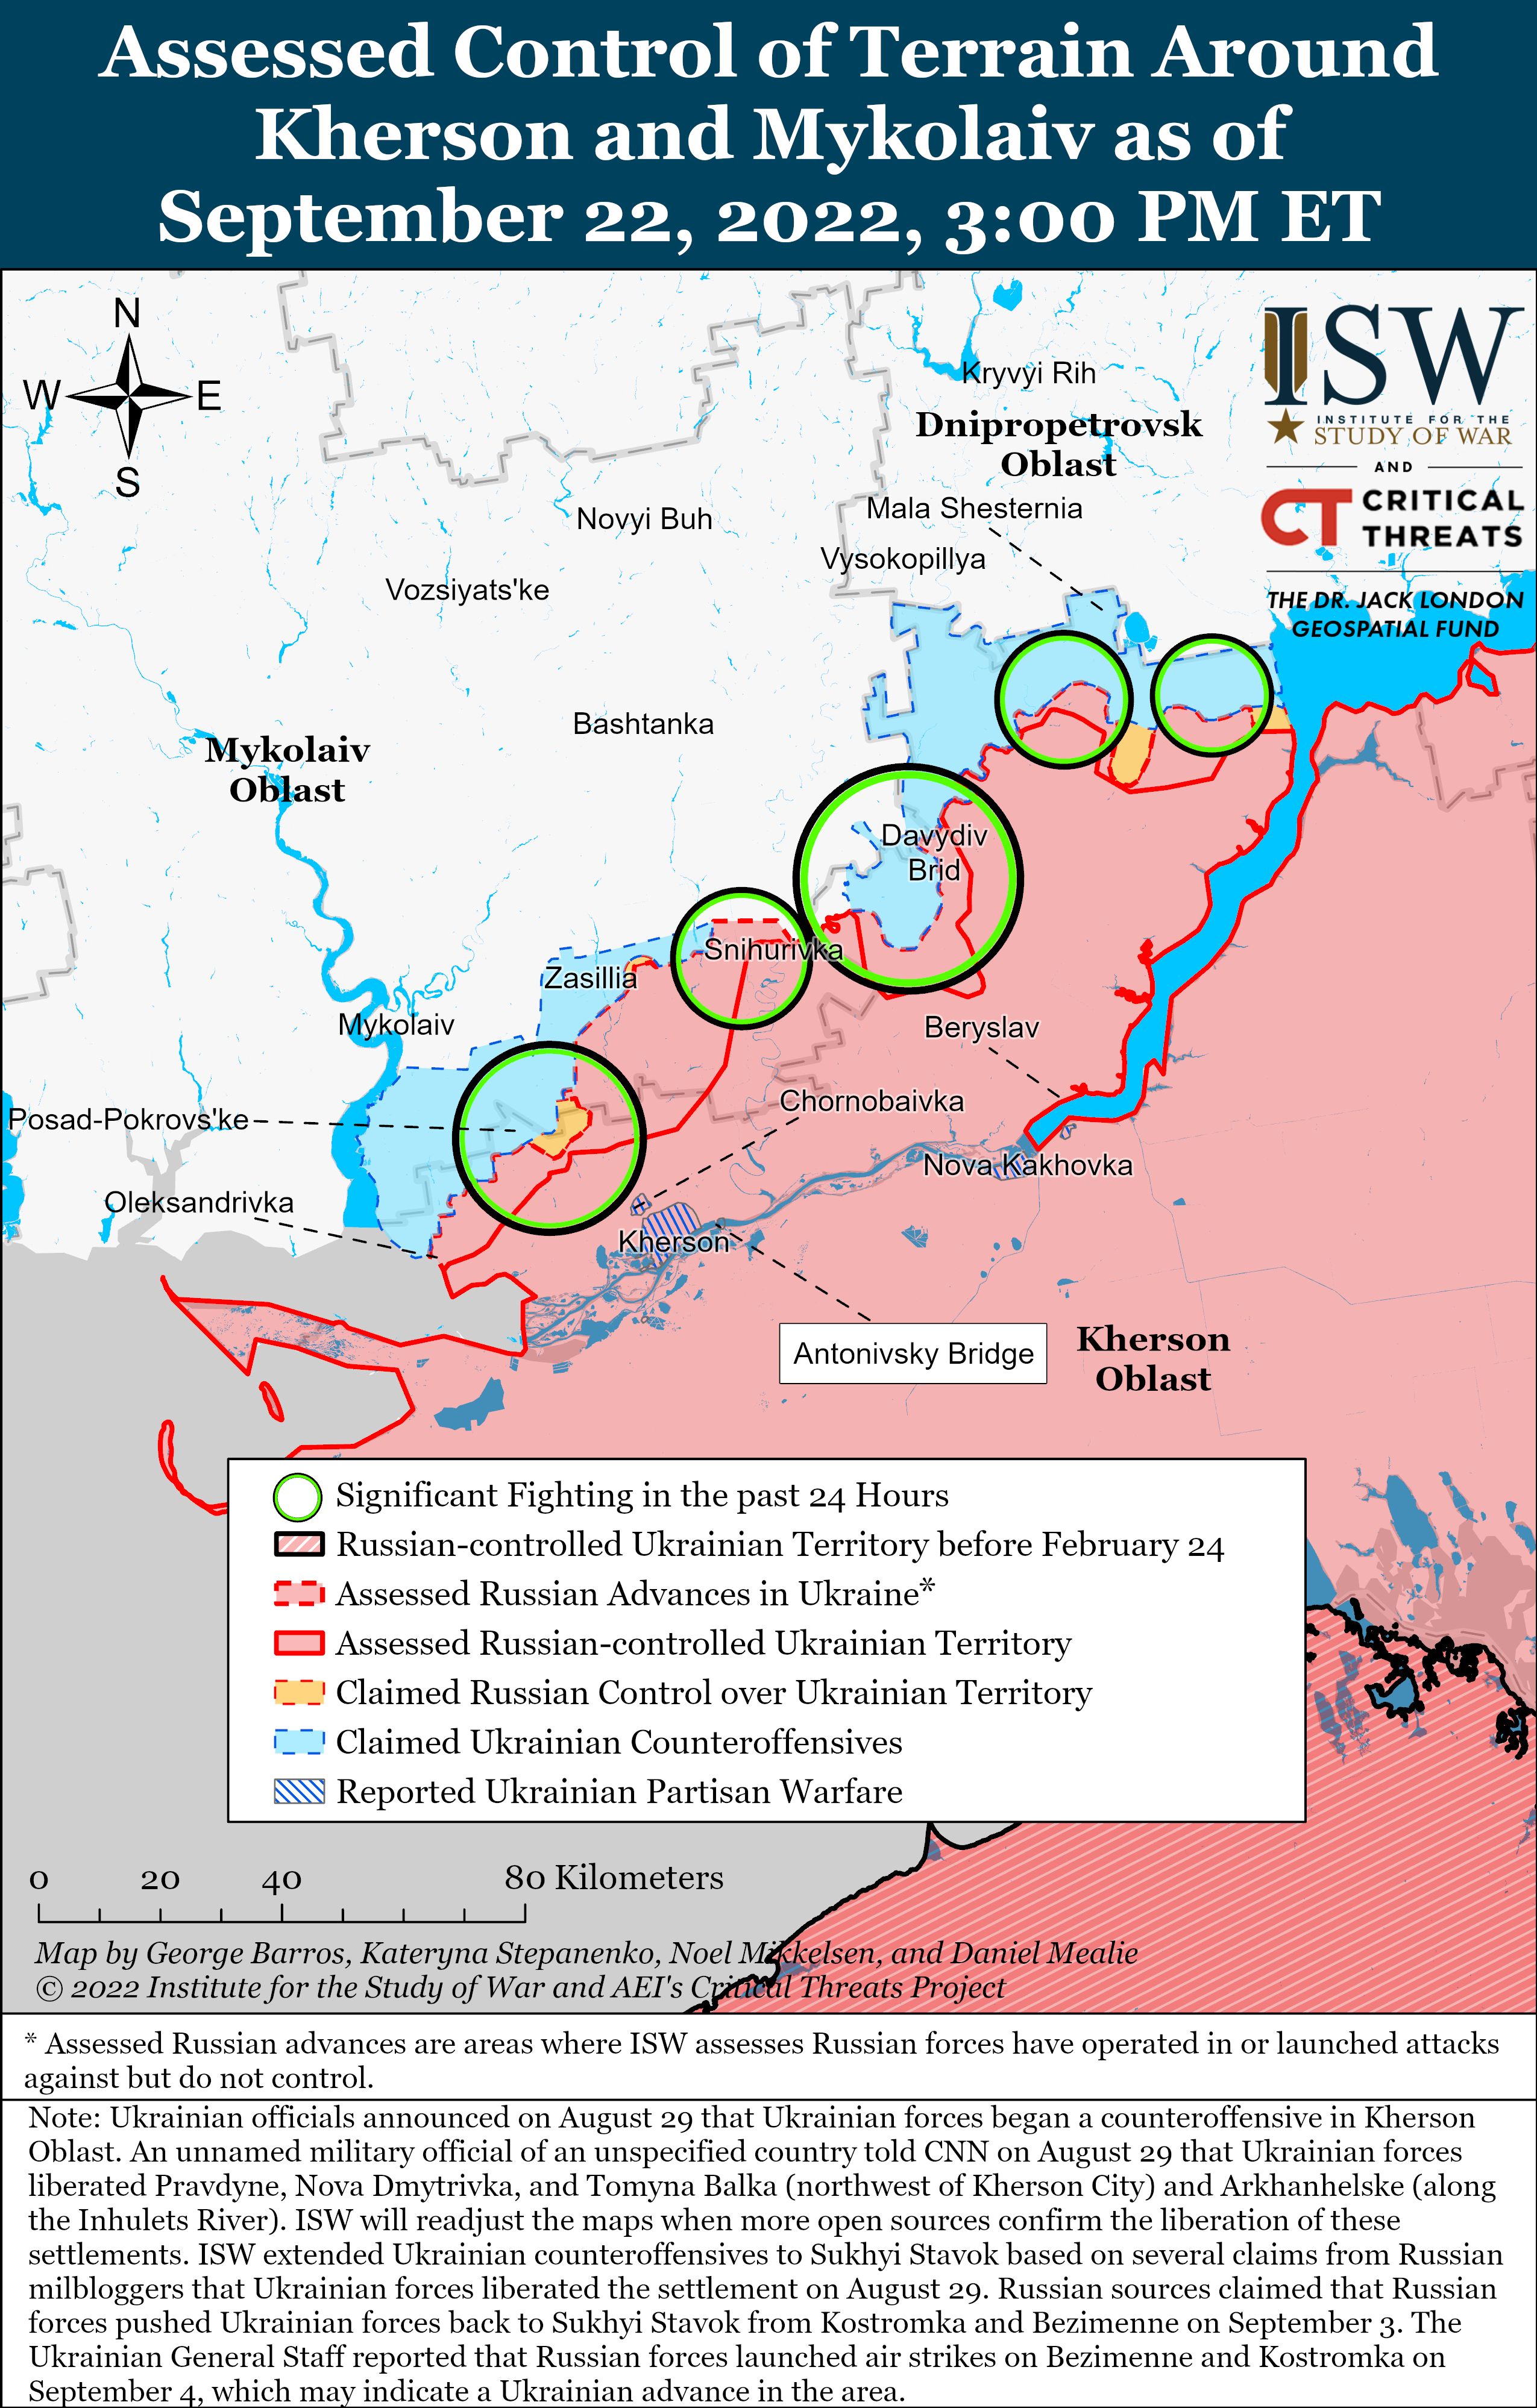 Assessed Control of Terrain Around
Kherson and Mykolaiv as of
September 22, 2022, 3:00 PM ET
N
W E
S
ISW
INSTITUTE FOR THE
STUDY OF WAR
AND
CT CRITICAL
THREATS
THE DR. JACK LONDON
GEOSPATIAL FUND
Kryvyi Rih
Dnipropetrovsk
Oblast
Mala Shesternia
Novyi Buh
Vysokopillya
Vozsiyats'ke
Bashtanka
Mykolaiv
Oblast
Davydiv
Brid
Snihurivka
Zasillia
Mykolaiv
Beryslav
Chornobaivka
Posad-Pokrovs'ke
Nova Kakhovka
Oleksandrivka
Kherson
Antonivsky Bridge
Kherson
Oblast
Significant Fighting in the past 24 Hours
Russian-controlled Ukrainian Territory before February 24
Assessed Russian Advances in Ukraine*
Assessed Russian-controlled Ukrainian Territory
Claimed Russian Control over Ukrainian Territory
Claimed Ukrainian Counteroffensives
Reported Ukrainian Partisan Warfare
0 20 40 80 Kilometers
Map by George Barros, Kateryna Stepanenko, Noel Mikkelsen, and Daniel Mealie
© 2022 Institute for the Study of War and AEI's Critical Threats Project
* Assessed Russian advances are areas where ISW assesses Russian forces have operated in or launched attacks
against but do not control.
Note: Ukrainian officials announced on August 29 that Ukrainian forces began a counteroffensive in Kherson
Oblast. An unnamed military official of an unspecified country told CNN on August 29 that Ukrainian forces
liberated Pravdyne, Nova Dmytrivka, and Tomyna Balka (northwest of Kherson City) and Arkhanhelske (along
the Inhulets River). ISW will readjust the maps when more open sources confirm the liberation of these
settlements. ISW extended Ukrainian counteroffensives to Sukhyi Stavok based on several claims from Russian
milbloggers that Ukrainian forces liberated the settlement on August 29. Russian sources claimed that Russian
forces pushed Ukrainian forces back to Sukhyi Stavok from Kostromka and Bezimenne on September 3. The
Ukrainian General Staff reported that Russian forces launched air strikes on Bezimenne and Kostromka on
September 4, which may indicate a Ukrainian advance in the area.